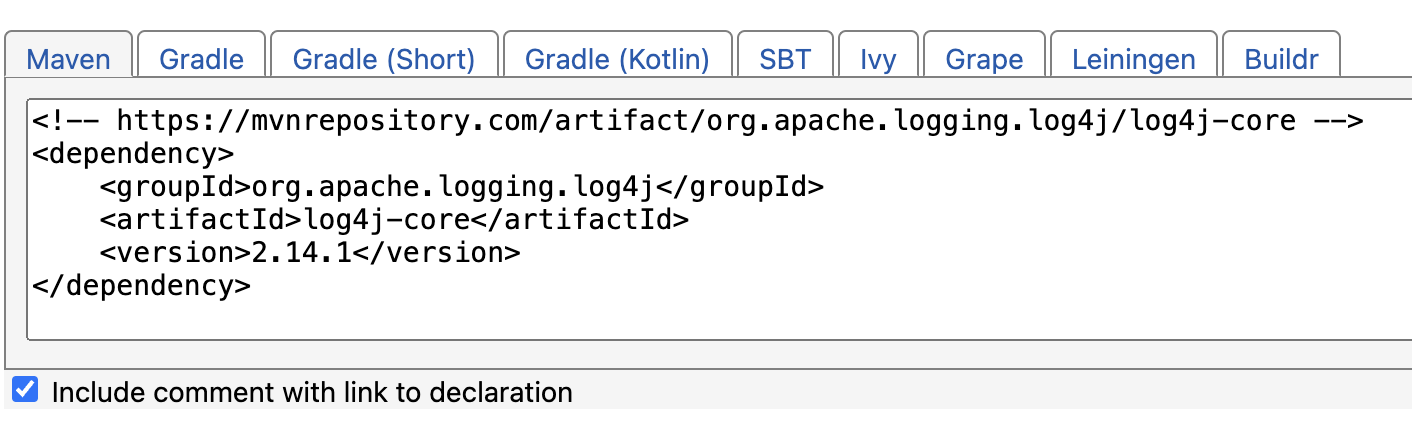 Maven Gradle Gradle (Short) Gradle (Kotlin) SBT Ivy Grape Leiningen Buildr
<!-- https://mvnrepository.com/artifact/org.apache.logging.log4j/log4j-core -->
<dependency>
    <groupId>org.apache.logging.log4j</groupId>
    <artifactId>log4j-core</artifactId>
    <version>2.14.1</version>
</dependency>
Include comment with link to declaration